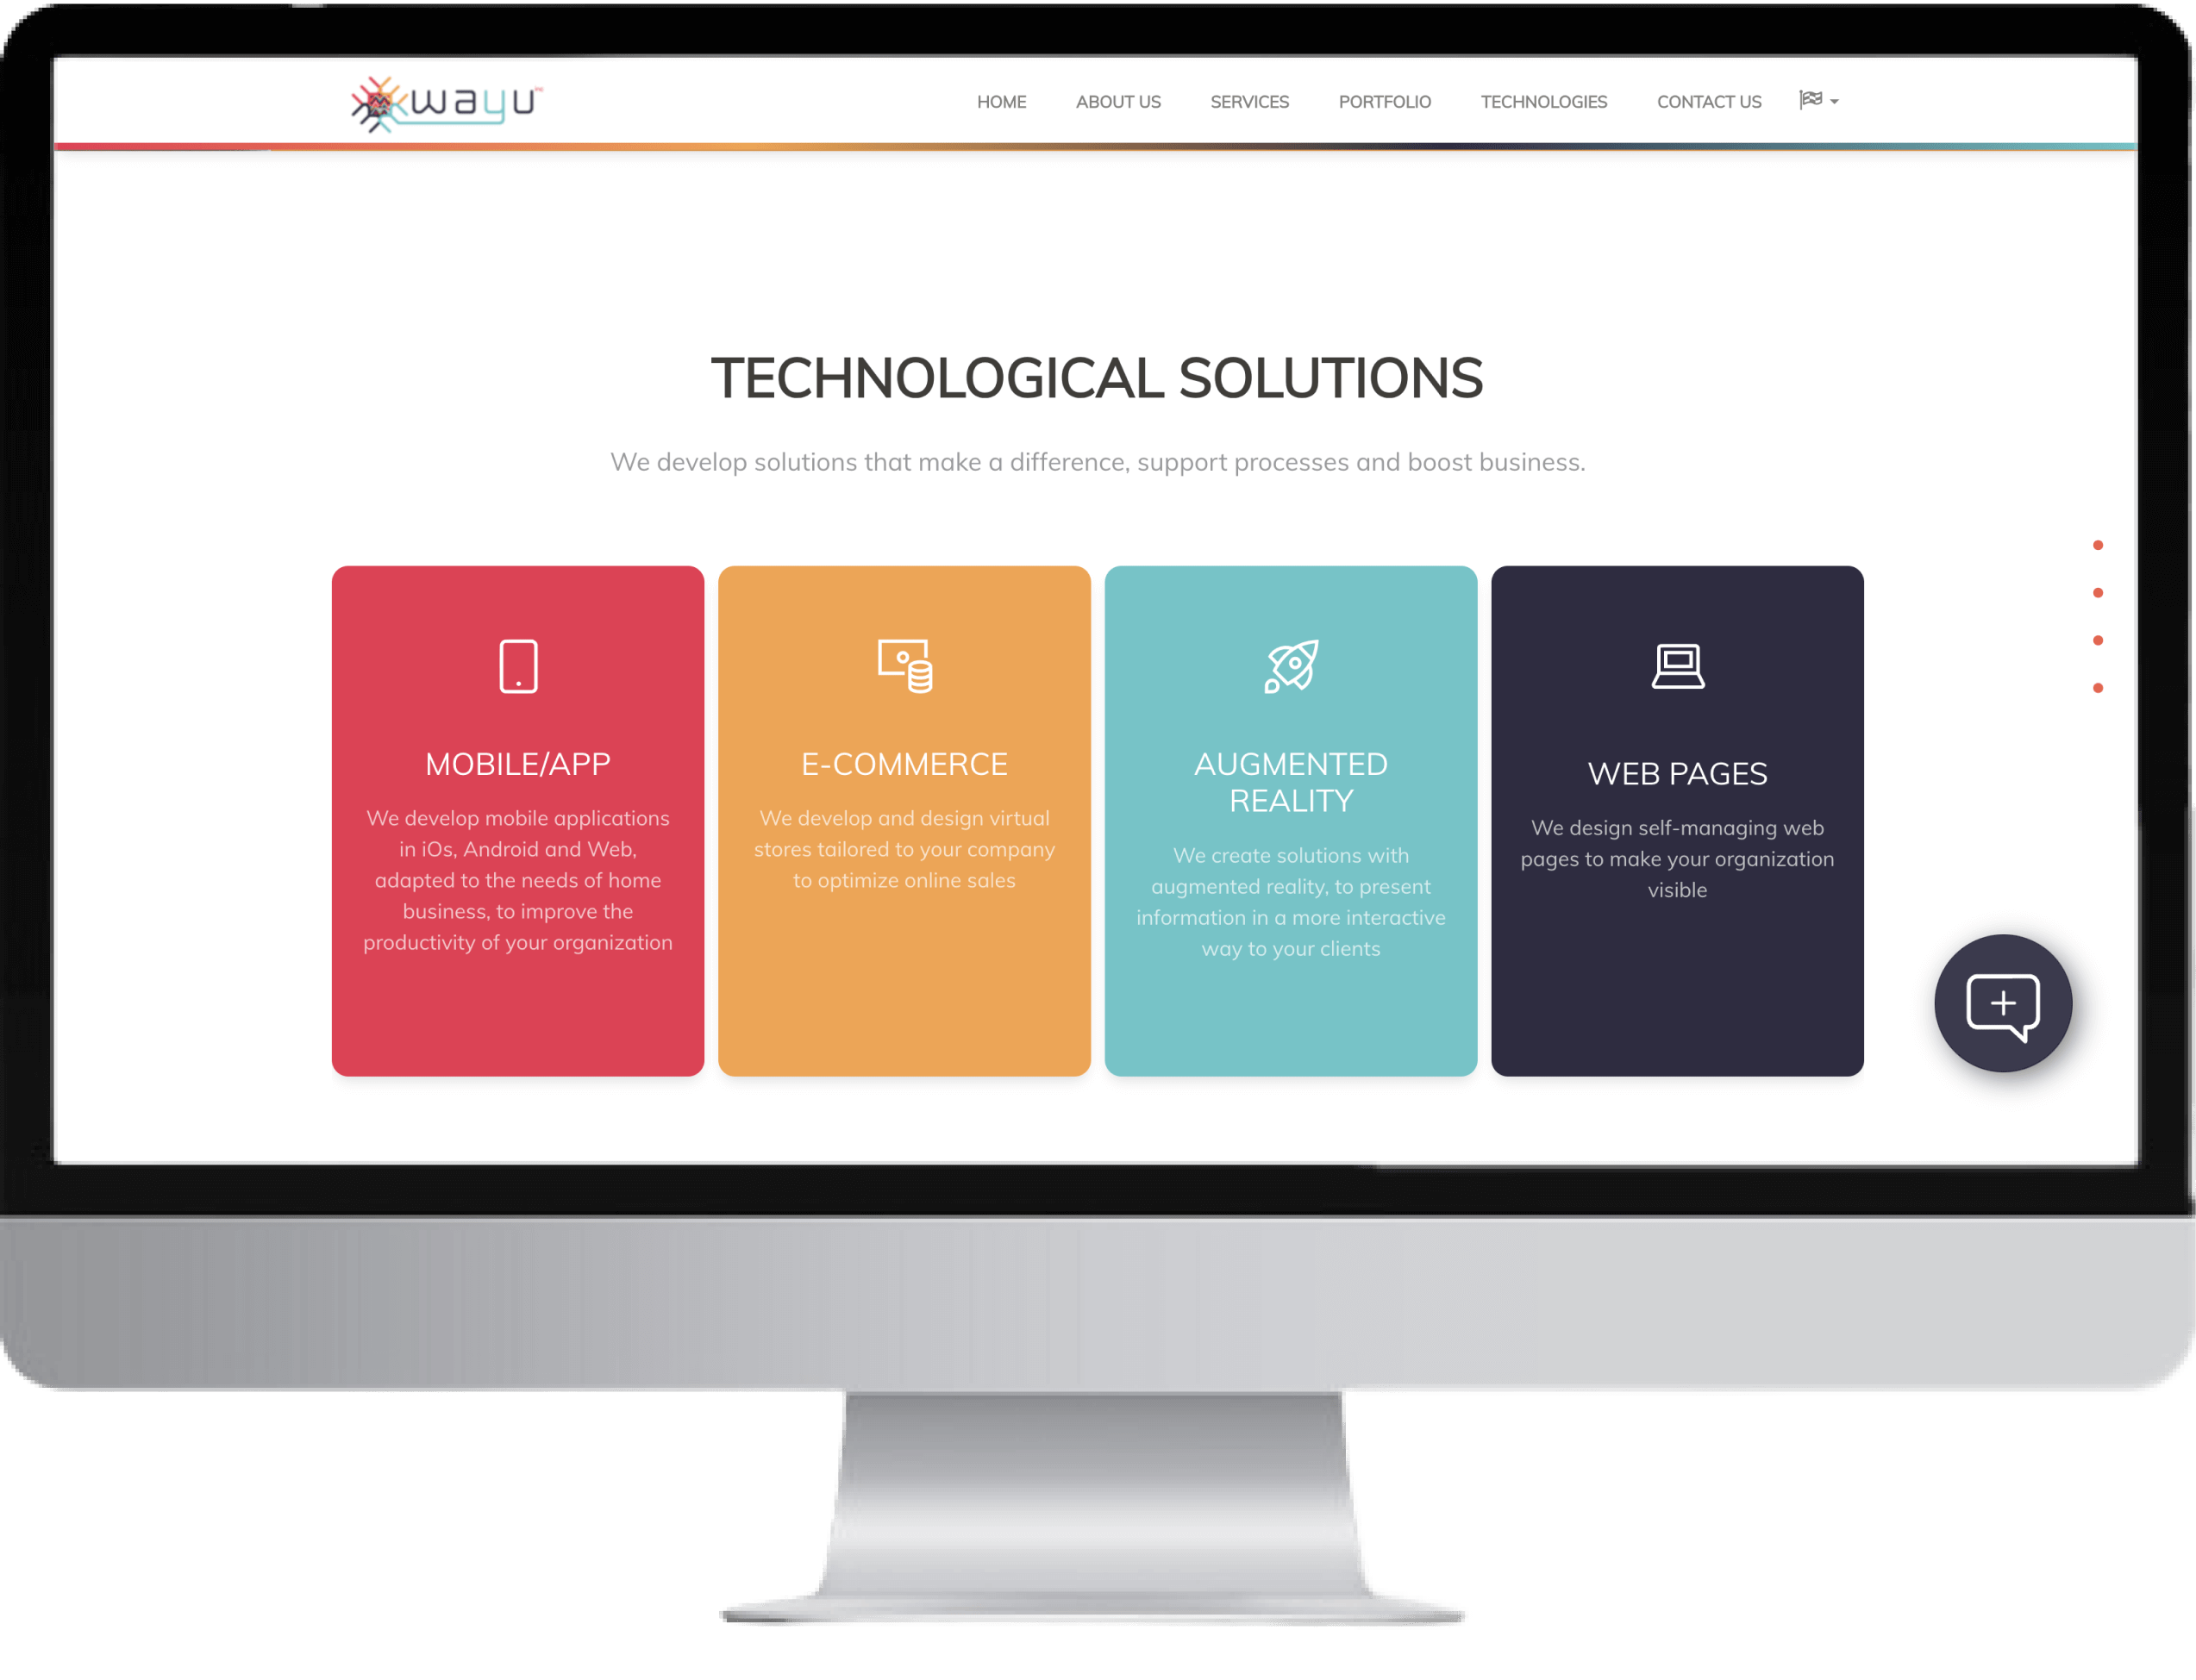 wayu
HOME ABOUT US SERVICES PORTFOLIO TECHNOLOGIES CONTACT US
TECHNOLOGICAL SOLUTIONS
We develop solutions that make a difference, support processes and boost business.
MOBILE/APP
We develop mobile applications
in iOs, Android and Web,
adapted to the needs of home
business, to improve the
productivity of your organization
E-COMMERCE
We develop and design virtual
stores tailored to your company
to optimize online sales
AUGMENTED
REALITY
We create solutions with
augmented reality, to present
information in a more interactive
way to your clients
WEB PAGES
We design self-managing web
pages to make your organization
visible